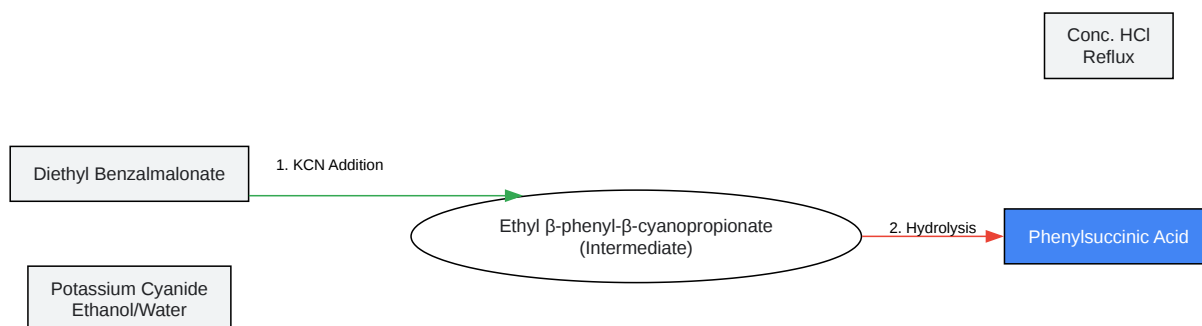 Conc. HCl
Reflux
Diethyl Benzalmalonate
1. KCN Addition
Ethyl β-phenyl-β-cyanopropionate
(Intermediate)
2. Hydrolysis
Phenylsuccinic Acid
Potassium Cyanide
Ethanol/Water